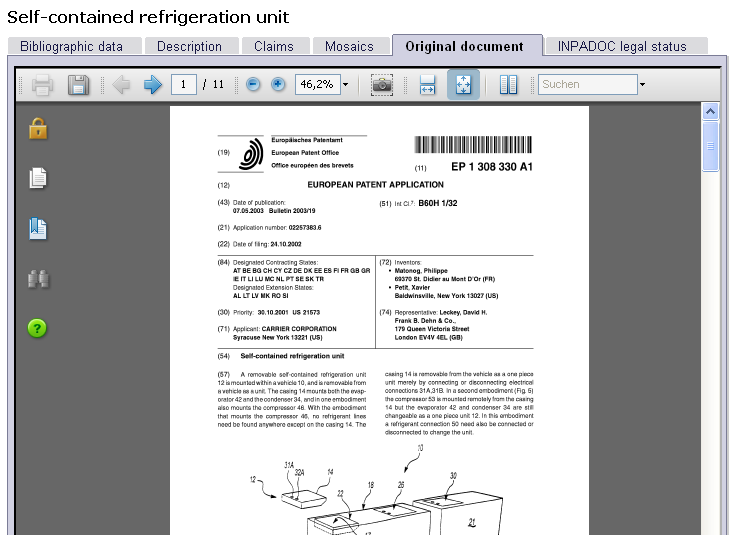 Self-contained refrigeration unit
Bibliographic data
Description
Claims
Mosaics
Original document
INPADOC legal status
1 / 11
46,2%
Suchen
(19)
Europäisches Patentamt
European Patent Office
Office européen des brevets
(11) EP 1 308 330 A1
(12) EUROPEAN PATENT APPLICATION
(43) Date of publication:
07.05.2003 Bulletin 2003/19
(51) Int Cl.7: B60H 1/32
(21) Application number: 02257383.6
(22) Date of filing: 24.10.2002
(84) Designated Contracting States:
AT BE BG CH CY CZ DE DK EE ES FI FR GB GR
IE IT LI LU MC NL PT SE SK TR
Designated Extension States:
AL LT LV MK RO SI
(30) Priority: 30.10.2001 US 21573
(71) Applicant: CARRIER CORPORATION
Syracuse New York 13221 (US)
(72) Inventors:
• Matonog, Philippe
69370 St. Didier au Mont D'Or (FR)
• Petit, Xavier
Baldwinsville, New York 13027 (US)
(74) Representative: Leckey, David H.
Frank B. Dehn & Co.,
179 Queen Victoria Street
London EV4V 4EL (GB)
(54) Self-contained refrigeration unit
(57) A removable self-contained refrigeration unit
12 is mounted within a vehicle 10, and is removable from
a vehicle as a unit. The casing 14 mounts both the evap-
orator 42 and the condenser 34, and in one embodiment
also mounts the compressor 46. With the embodiment
that mounts the compressor 46, no refrigerant lines
need be found anywhere except on the casing 14. The
casing 14 is removable from the vehicle as a one piece
unit merely by connecting or disconnecting electrical
connections 31A,31B. In a second embodiment (Fig. 5)
the compressor 53 is mounted remotely from the casing
14 but the evaporator 42 and condenser 34 are still
changeable as a one piece unit 12. In this embodiment
a refrigerant connection 50 need also be connected or
disconnected to change the unit.
10
31A
32A
12
14
18
26
30
22
21
17